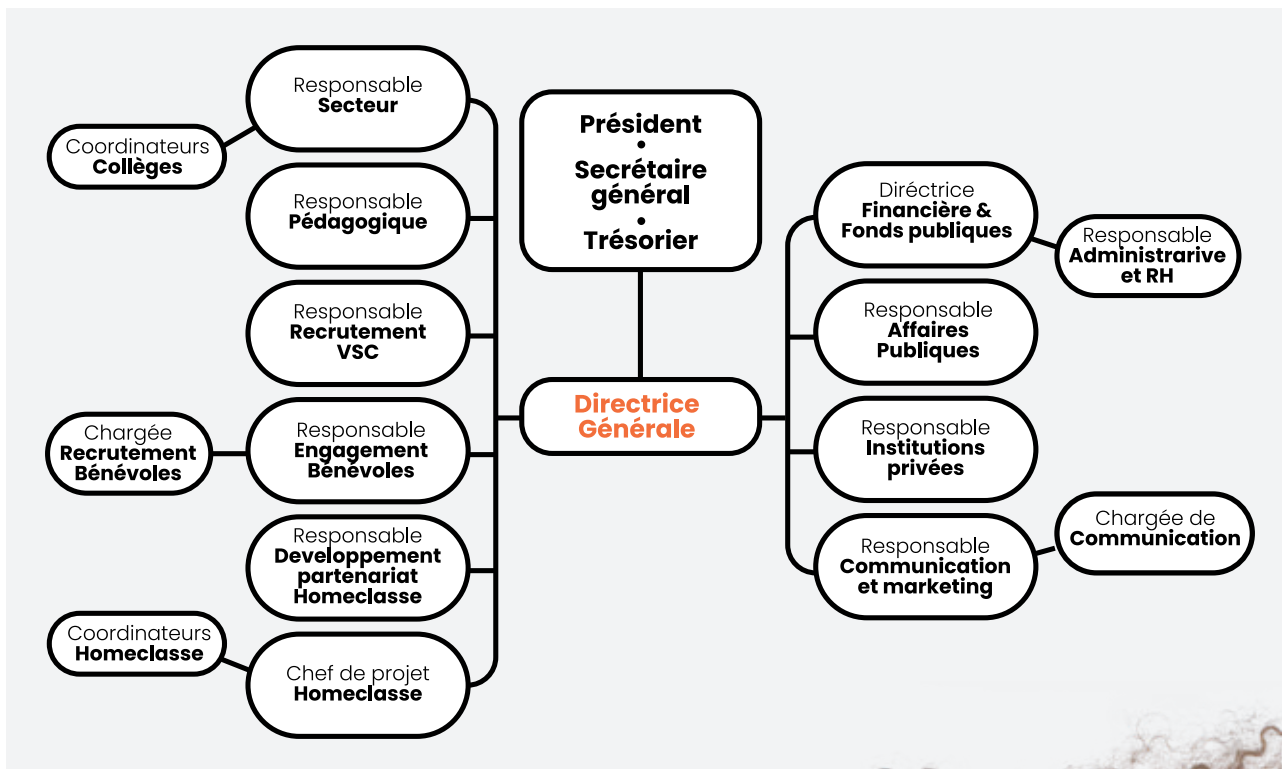 Responsable
Secteur
Coordinateurs
Collèges
Responsable
Pédagogique
Responsable
Recrutement
VSC
Responsable
Engagement
Bénévoles
Chargée
Recrutement
Bénévoles
Responsable
Developpement
partenariat
Homeclasse
Chef de projet
Homeclasse
Coordinateurs
Homeclasse
Président
•
Secrétaire
général
•
Trésorier
Directrice
Générale
Diréctrice
Financière &
Fonds publiques
Responsable
Administrarive
et RH
Responsable
Affaires
Publiques
Responsable
Institutions
privées
Responsable
Communication
et marketing
Chargée de
Communication